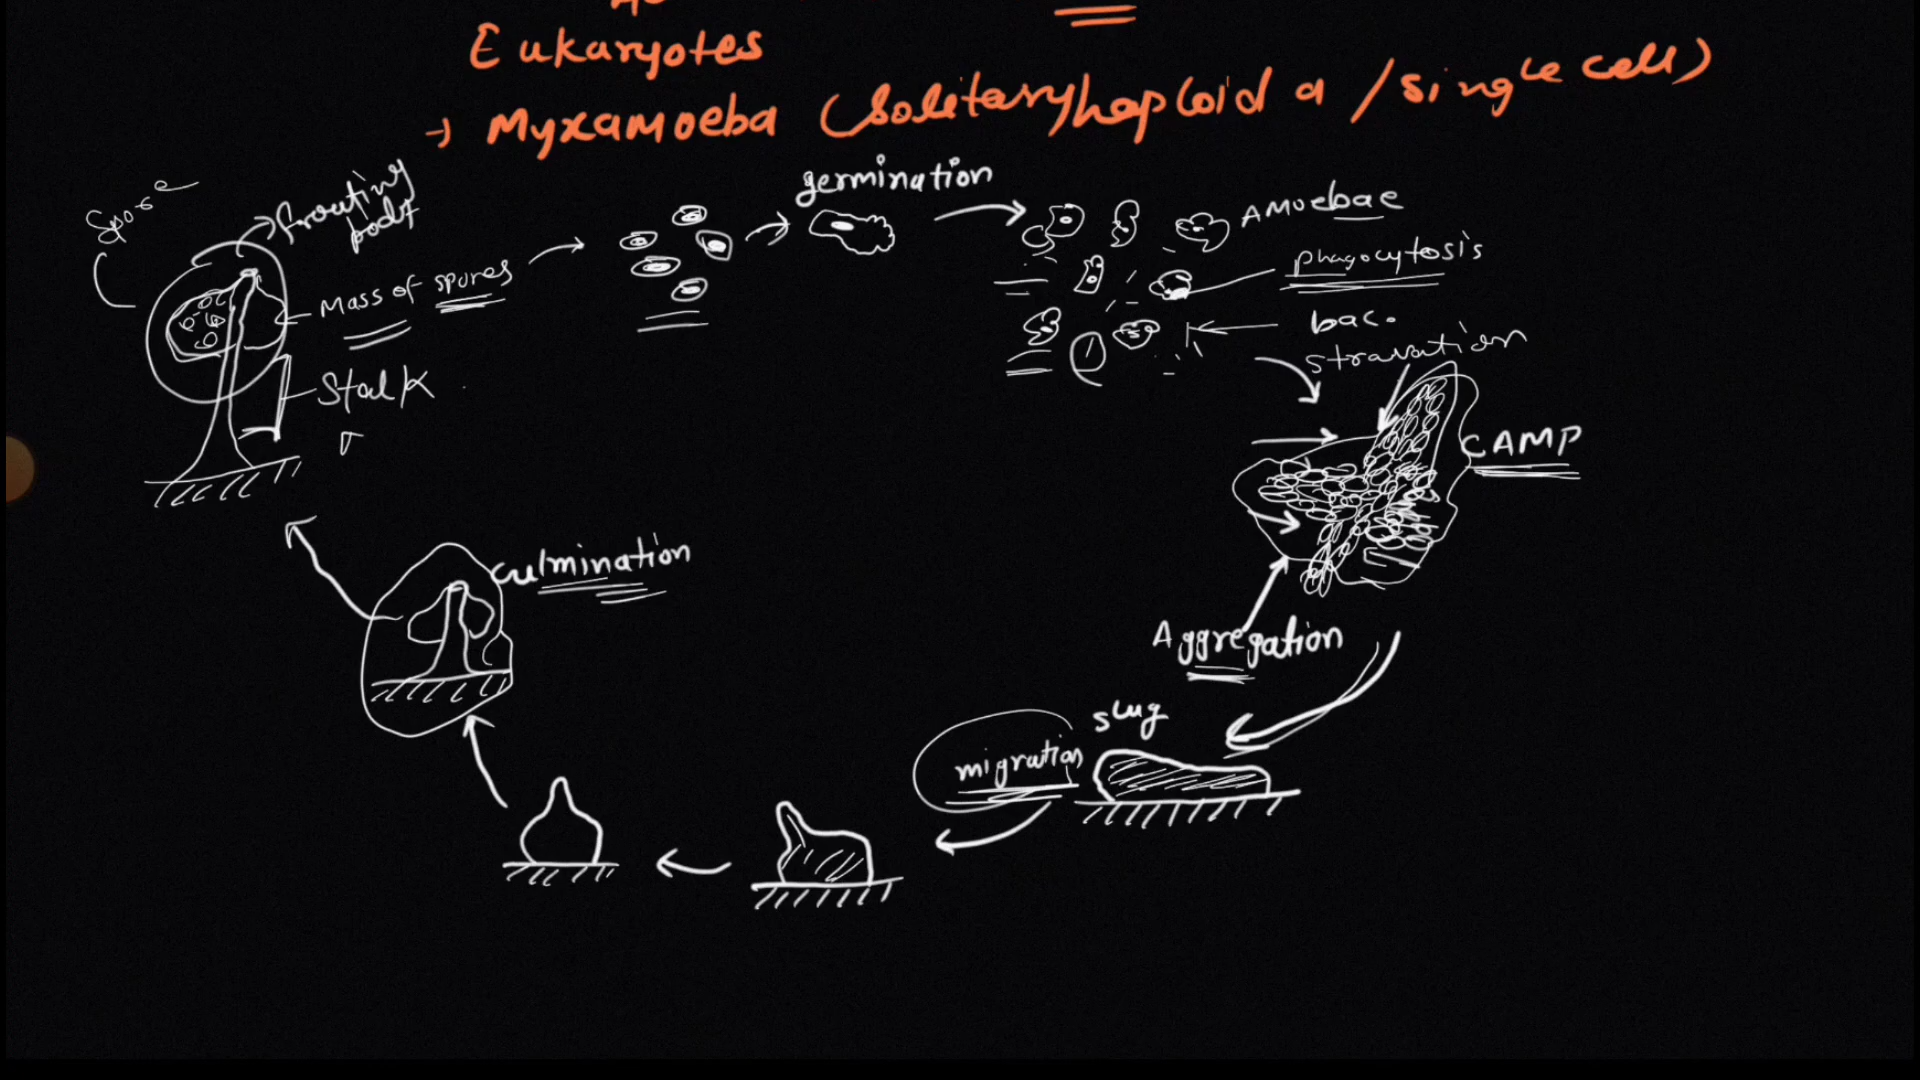 Eukaryotes
→ Myxamoeba (Solitary haploid a / single cell)
Spore
fruiting
body
germination
Amoebae
Mass of spores
phagocytosis
bac.
stravation
Stalk
CAMP
culmination
Aggregation
slug
migration